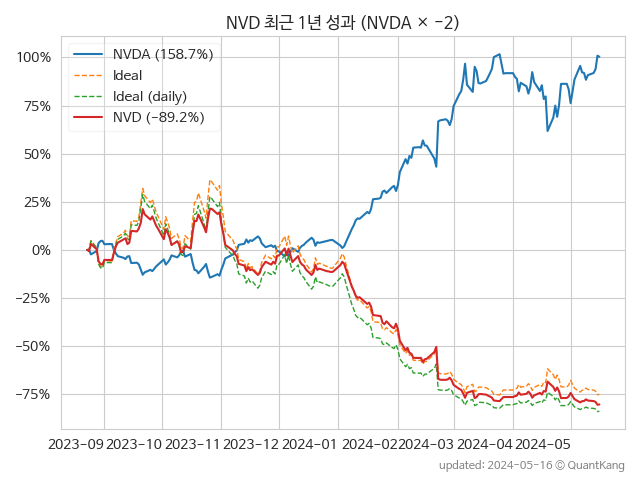 NVD 최근 1년 성과 (NVDA × −2)
NVDA (158.7%)
Ideal
Ideal (daily)
NVD (−89.2%)
100%
75%
50%
25%
0%
−25%
−50%
−75%
2023-09 2023-10 2023-11 2023-12 2024-01 2024-02 2024-03 2024-04 2024-05
updated: 2024-05-16 © QuantKang